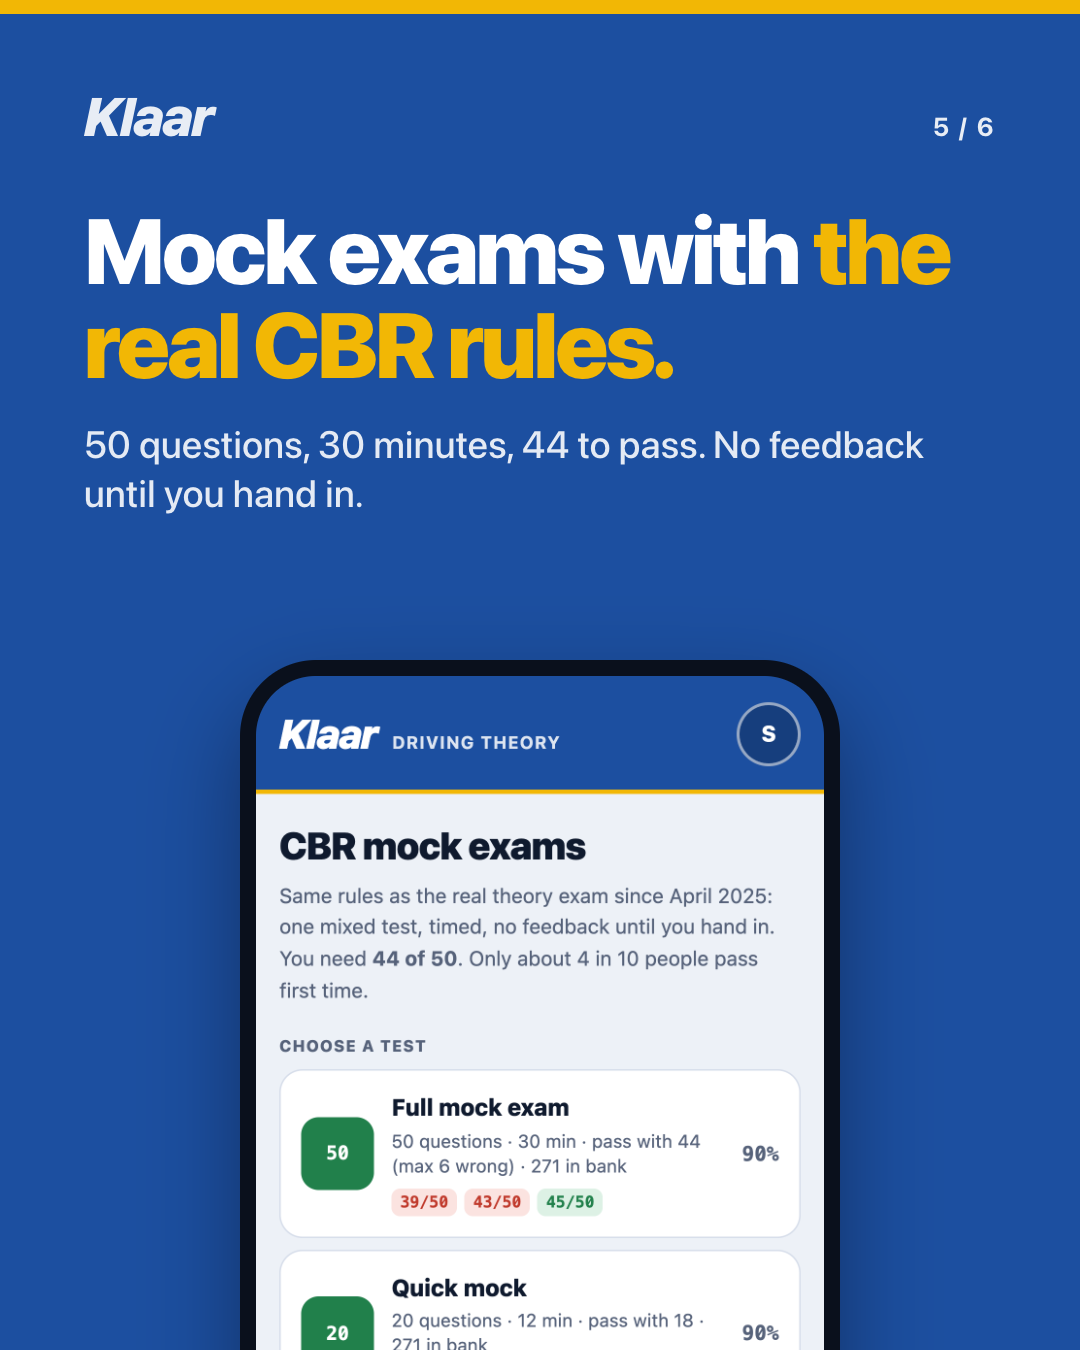 Klaar
5 / 6
Mock exams with the
real CBR rules.
50 questions, 30 minutes, 44 to pass. No feedback
until you hand in.
Klaar DRIVING THEORY
S
CBR mock exams
Same rules as the real theory exam since April 2025:
one mixed test, timed, no feedback until you hand in.
You need 44 of 50. Only about 4 in 10 people pass
first time.
CHOOSE A TEST
50
Full mock exam
50 questions · 30 min · pass with 44
(max 6 wrong) · 271 in bank
39/50 43/50 45/50
90%
20
Quick mock
20 questions · 12 min · pass with 18 ·
271 in bank
90%